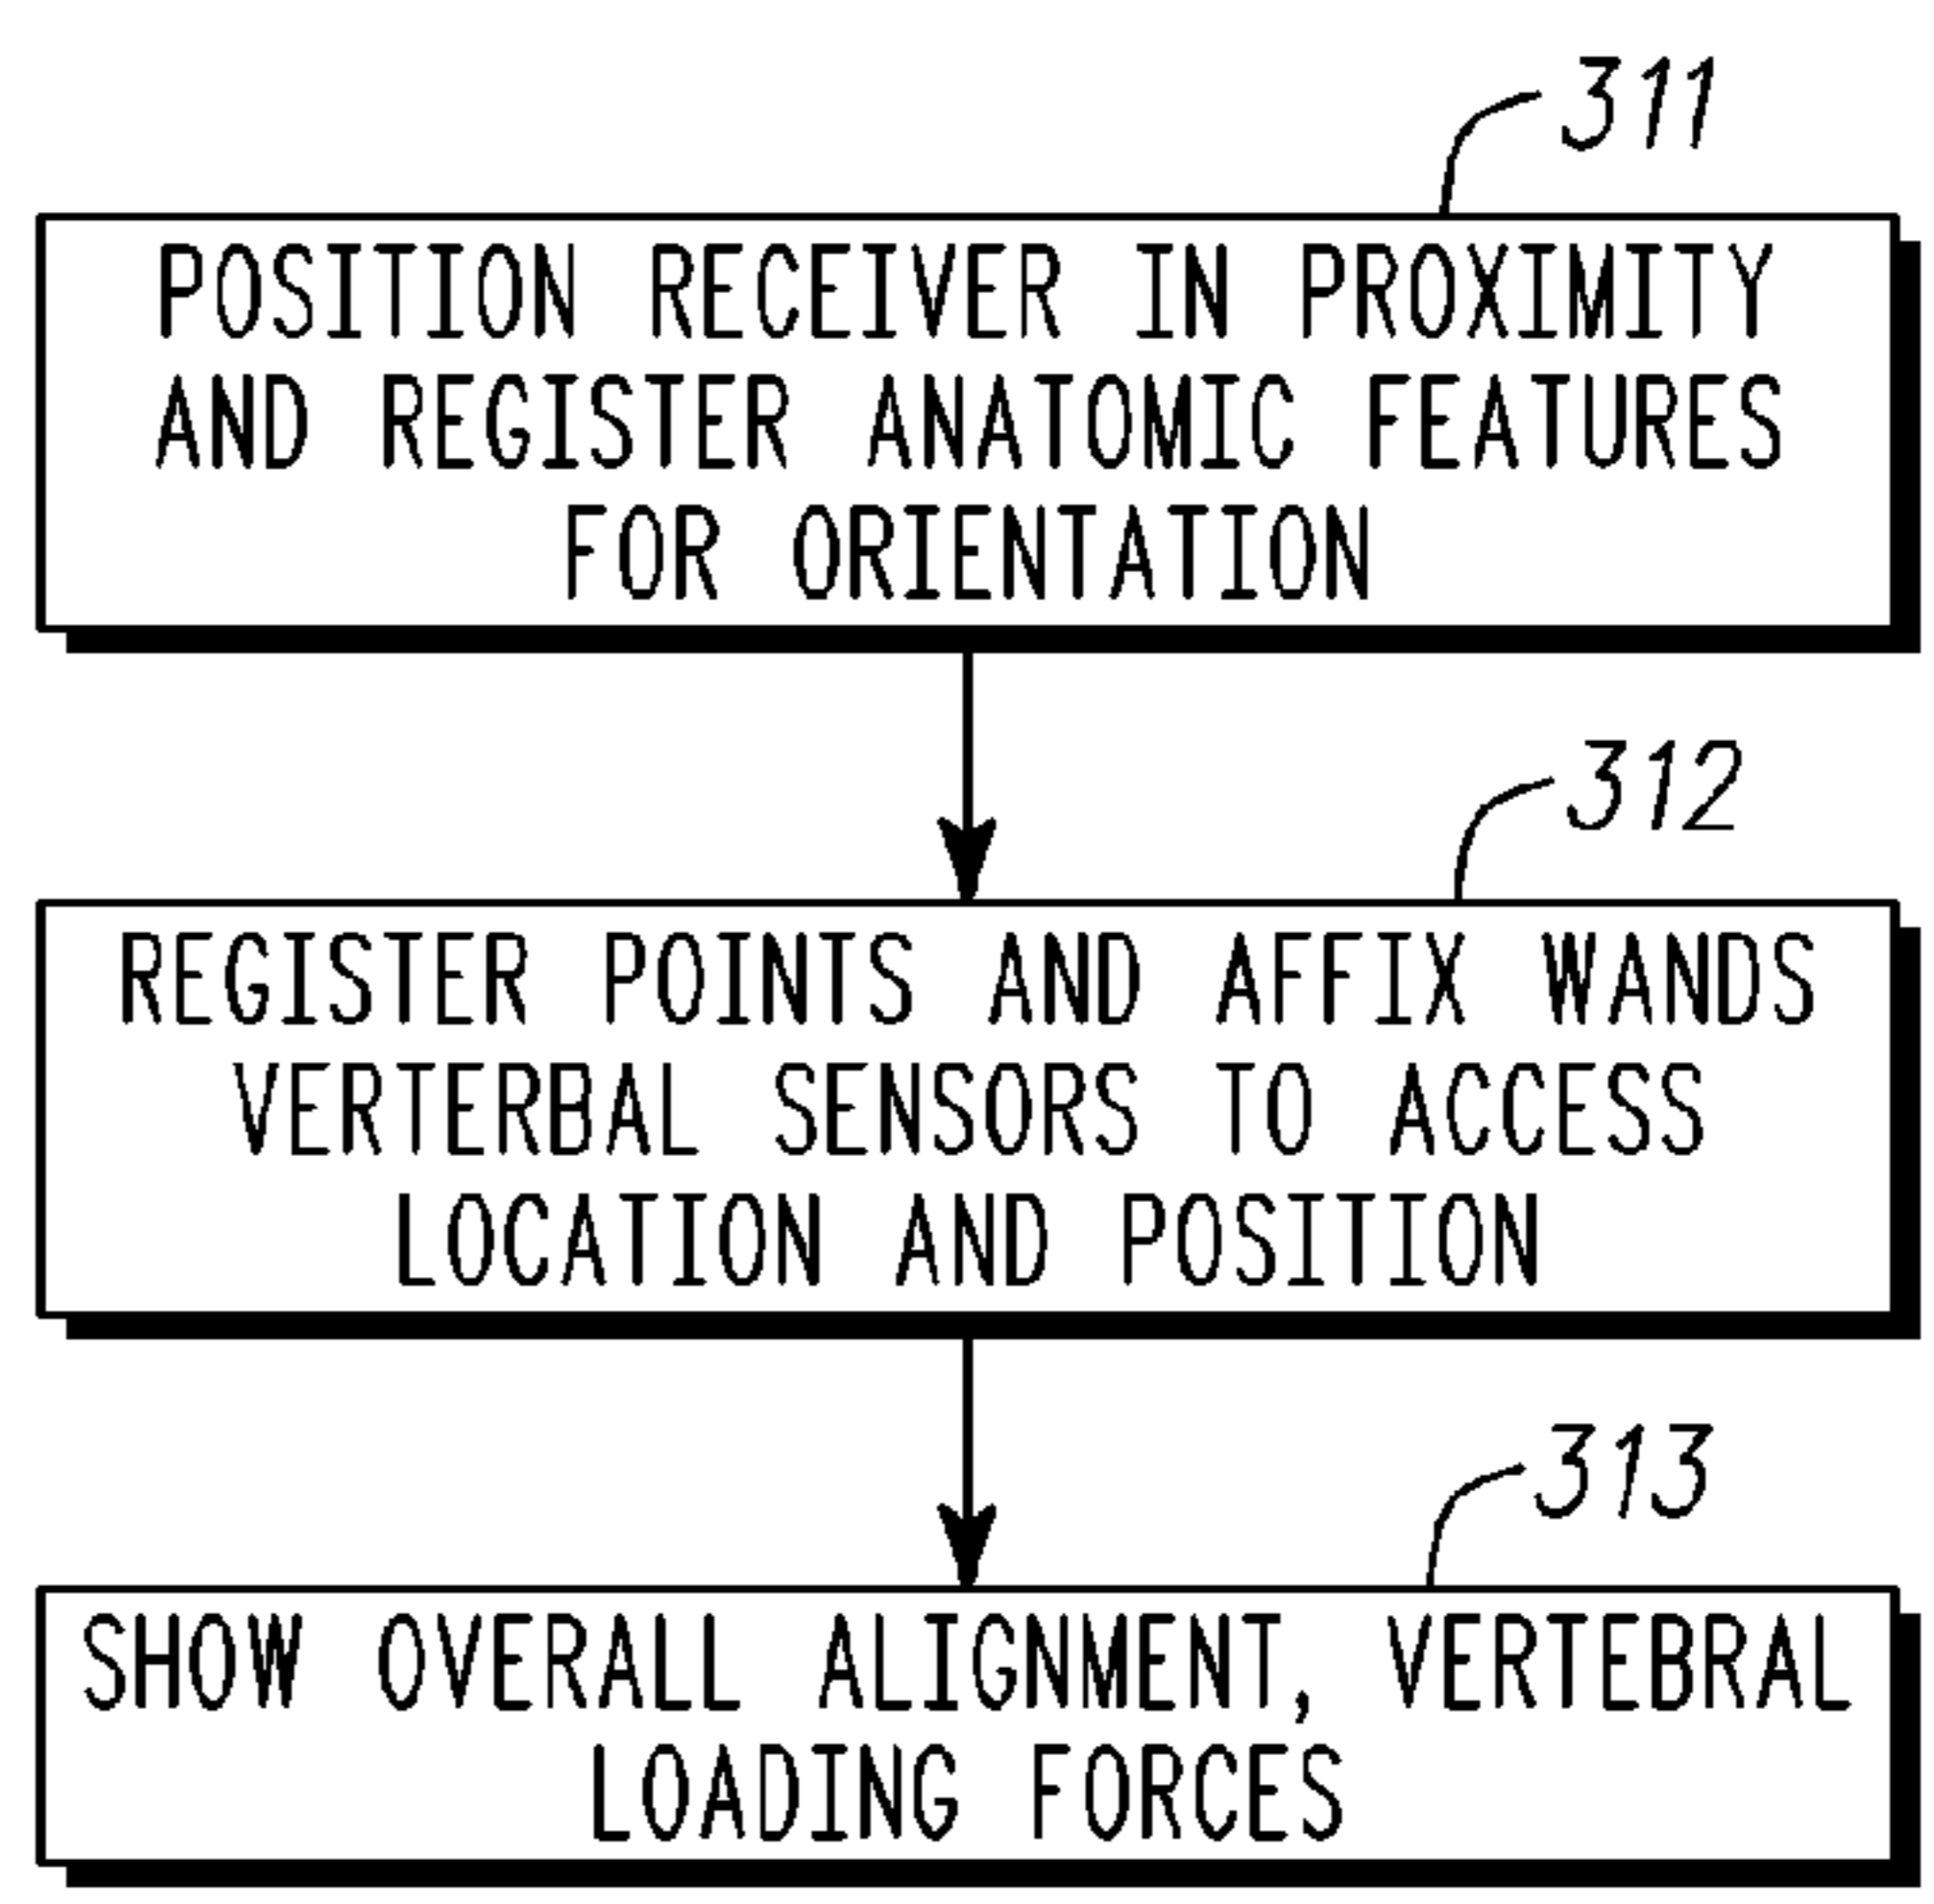 311
POSITION RECEIVER IN PROXIMITY
AND REGISTER ANATOMIC FEATURES
FOR ORIENTATION
312
REGISTER POINTS AND AFFIX WANDS
VERTERBAL SENSORS TO ACCESS
LOCATION AND POSITION
313
SHOW OVERALL ALIGNMENT, VERTEBRAL
LOADING FORCES